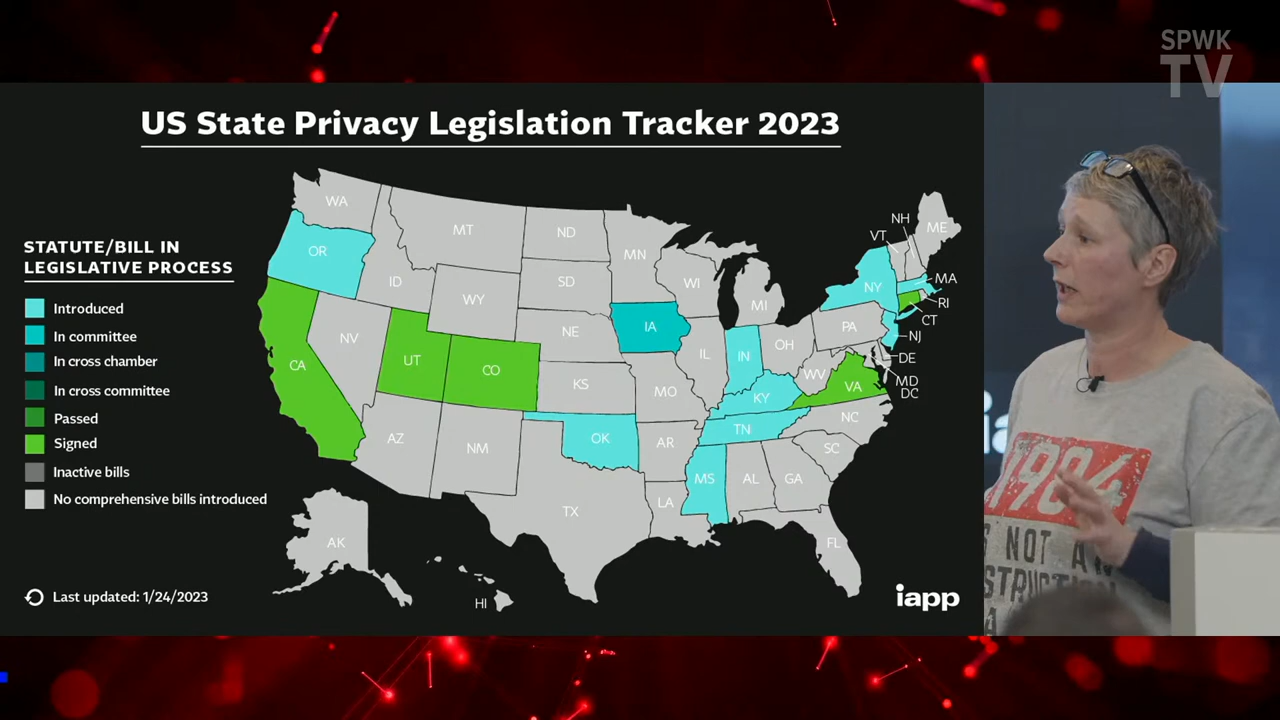 SPWK
TV
US State Privacy Legislation Tracker 2023
STATUTE/BILL IN
LEGISLATIVE PROCESS
Introduced
In committee
In cross chamber
In cross committee
Passed
Signed
Inactive bills
No comprehensive bills introduced
Last updated: 1/24/2023
WA
OR
CA
ID
NV
MT
WY
UT
CO
AZ
NM
ND
SD
NE
KS
OK
TX
MN
IA
MO
AR
LA
WI
IL
MI
IN
OH
KY
TN
MS
AL
GA
FL
SC
NC
VA
WV
PA
NY
VT
NH
ME
MA
RI
CT
NJ
DE
MD
DC
AK
HI
iapp
1984
NOT